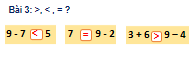 Bài 3: >, < , = ?
9 - 7 < 5 7 = 9 - 2 3 + 6 > 9 - 4